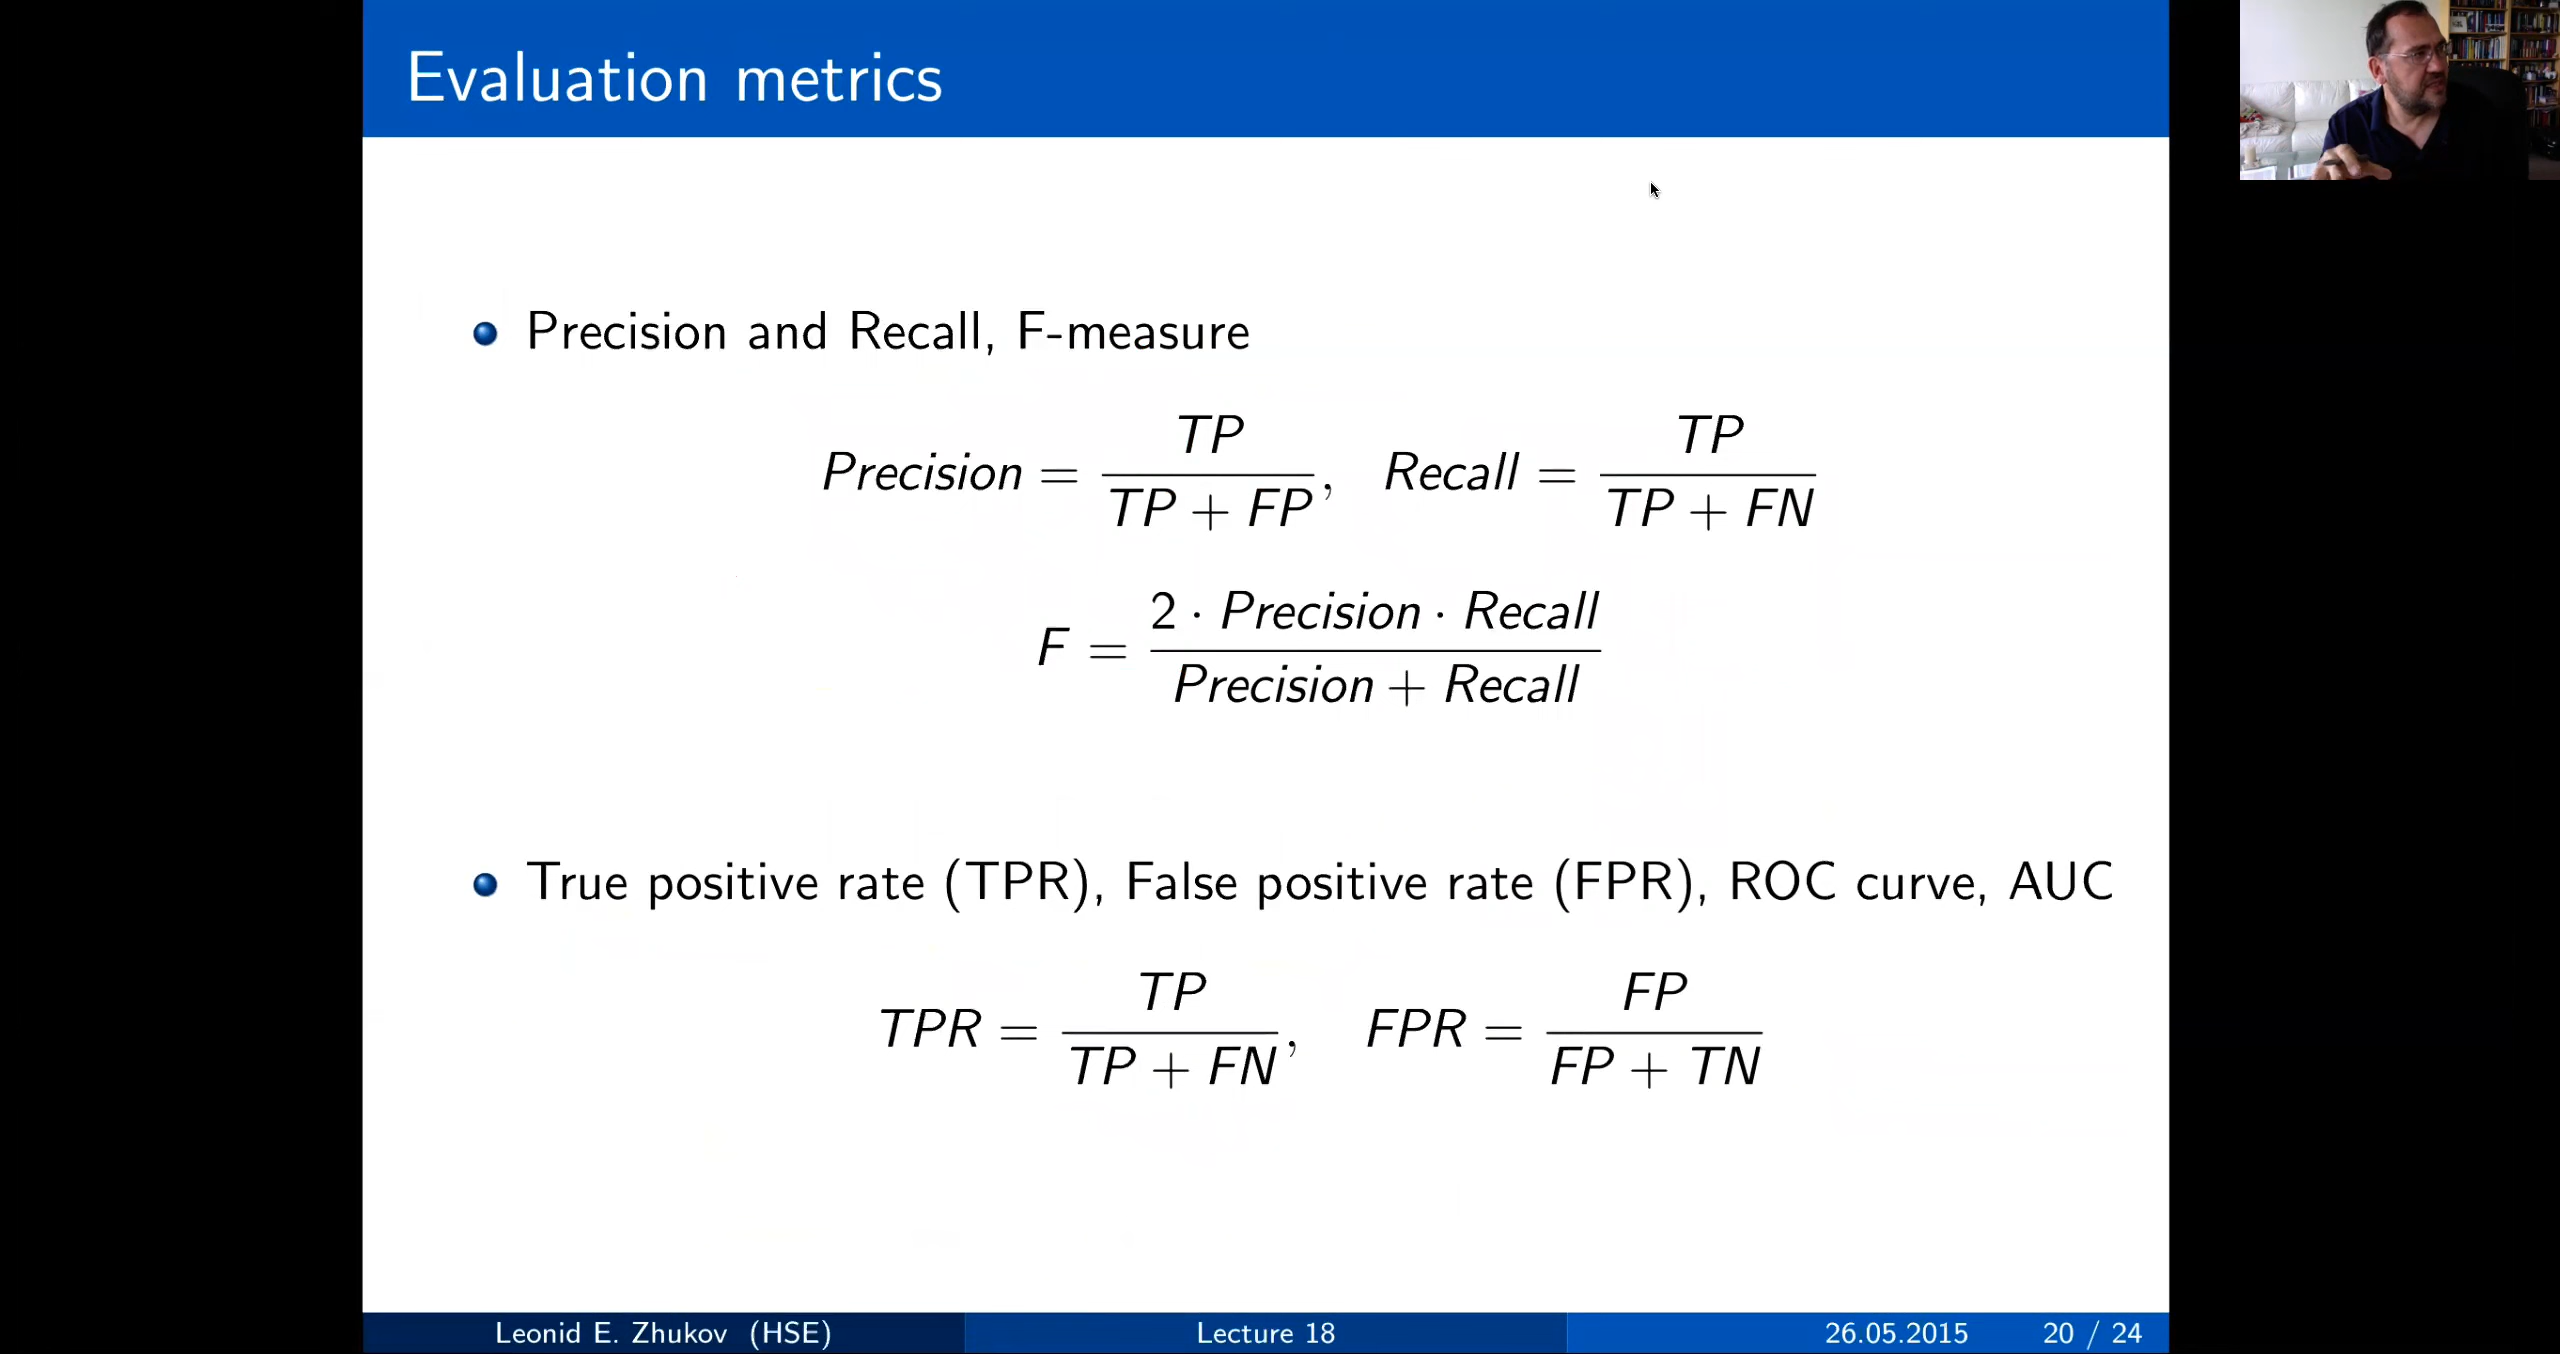 Evaluation metrics
Precision and Recall, F-measure
Precision = TP / (TP + FP), Recall = TP / (TP + FN)
F = 2 · Precision · Recall / (Precision + Recall)
True positive rate (TPR), False positive rate (FPR), ROC curve, AUC
TPR = TP / (TP + FN), FPR = FP / (FP + TN)
Leonid E. Zhukov (HSE) Lecture 18 26.05.2015 20 / 24